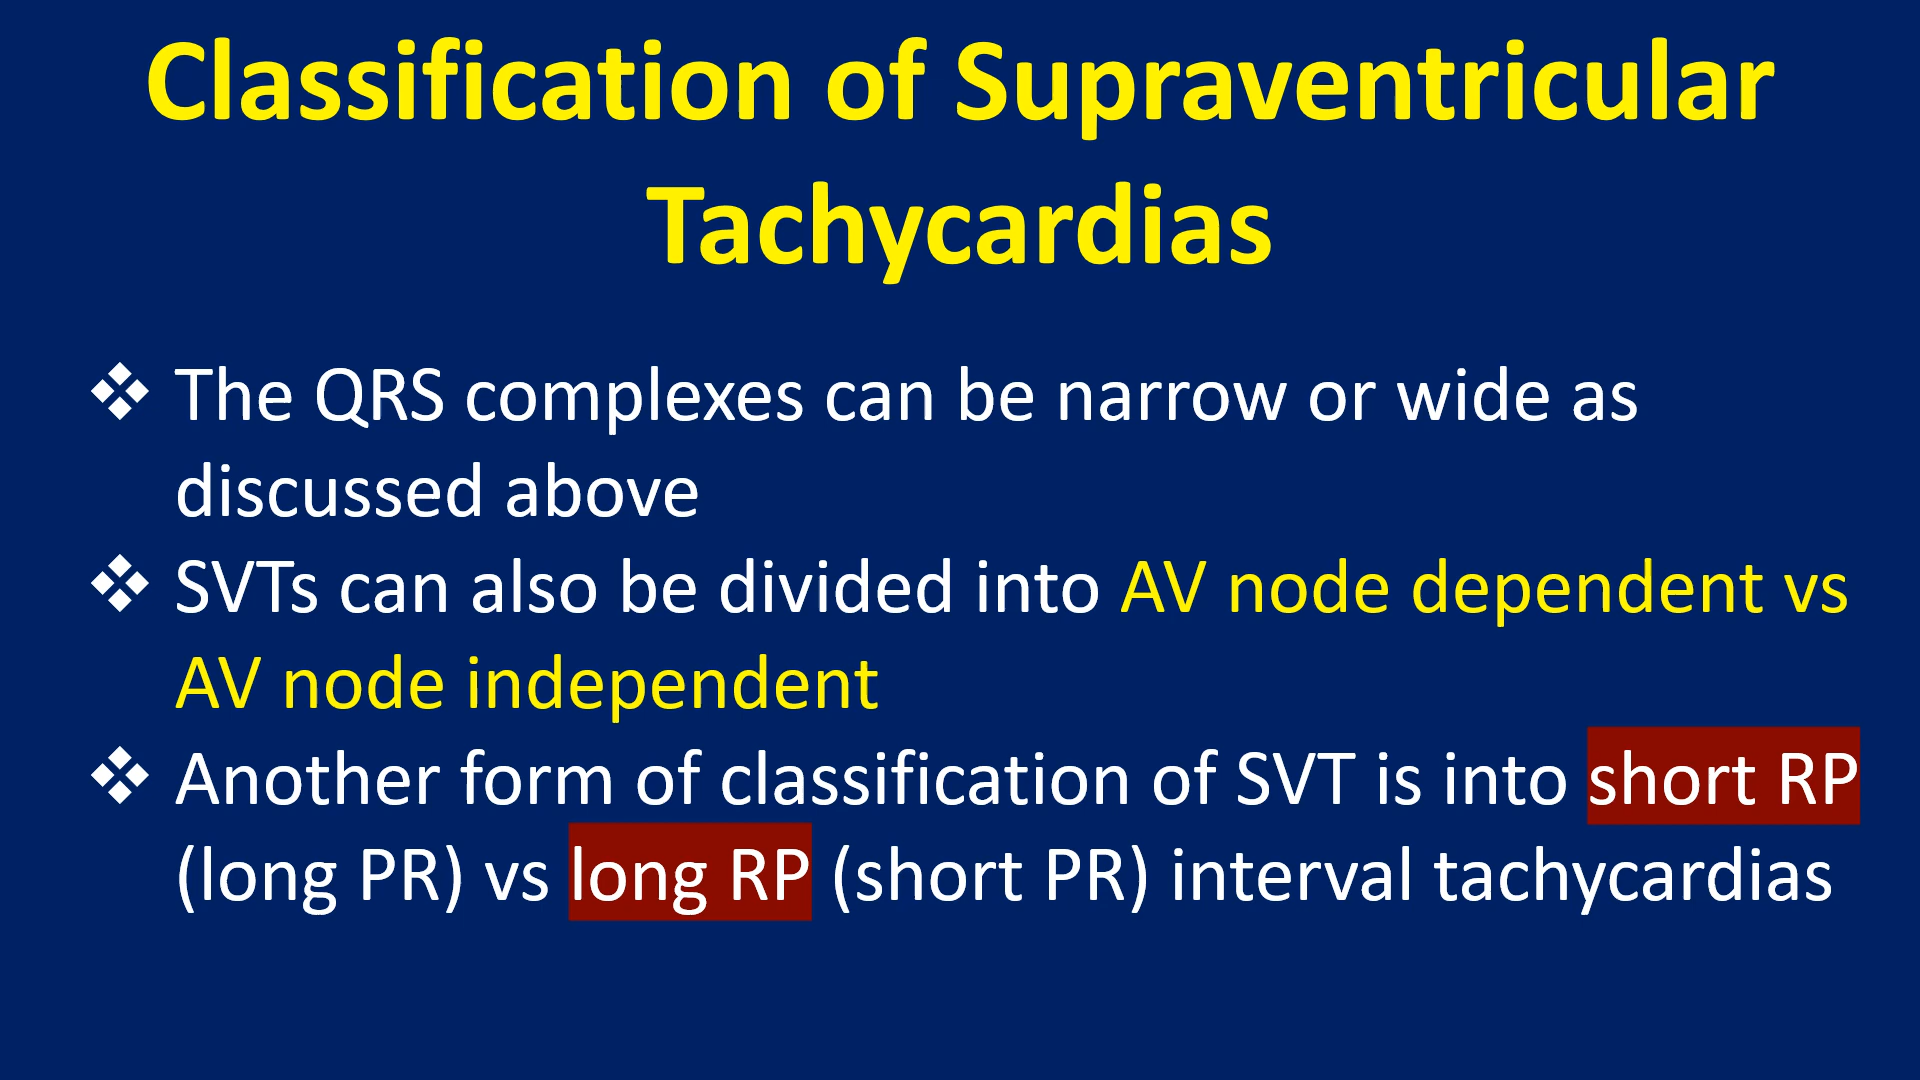 Classification of Supraventricular
Tachycardias
❖ The QRS complexes can be narrow or wide as
discussed above
❖ SVTs can also be divided into AV node dependent vs
AV node independent
❖ Another form of classification of SVT is into short RP
(long PR) vs long RP (short PR) interval tachycardias